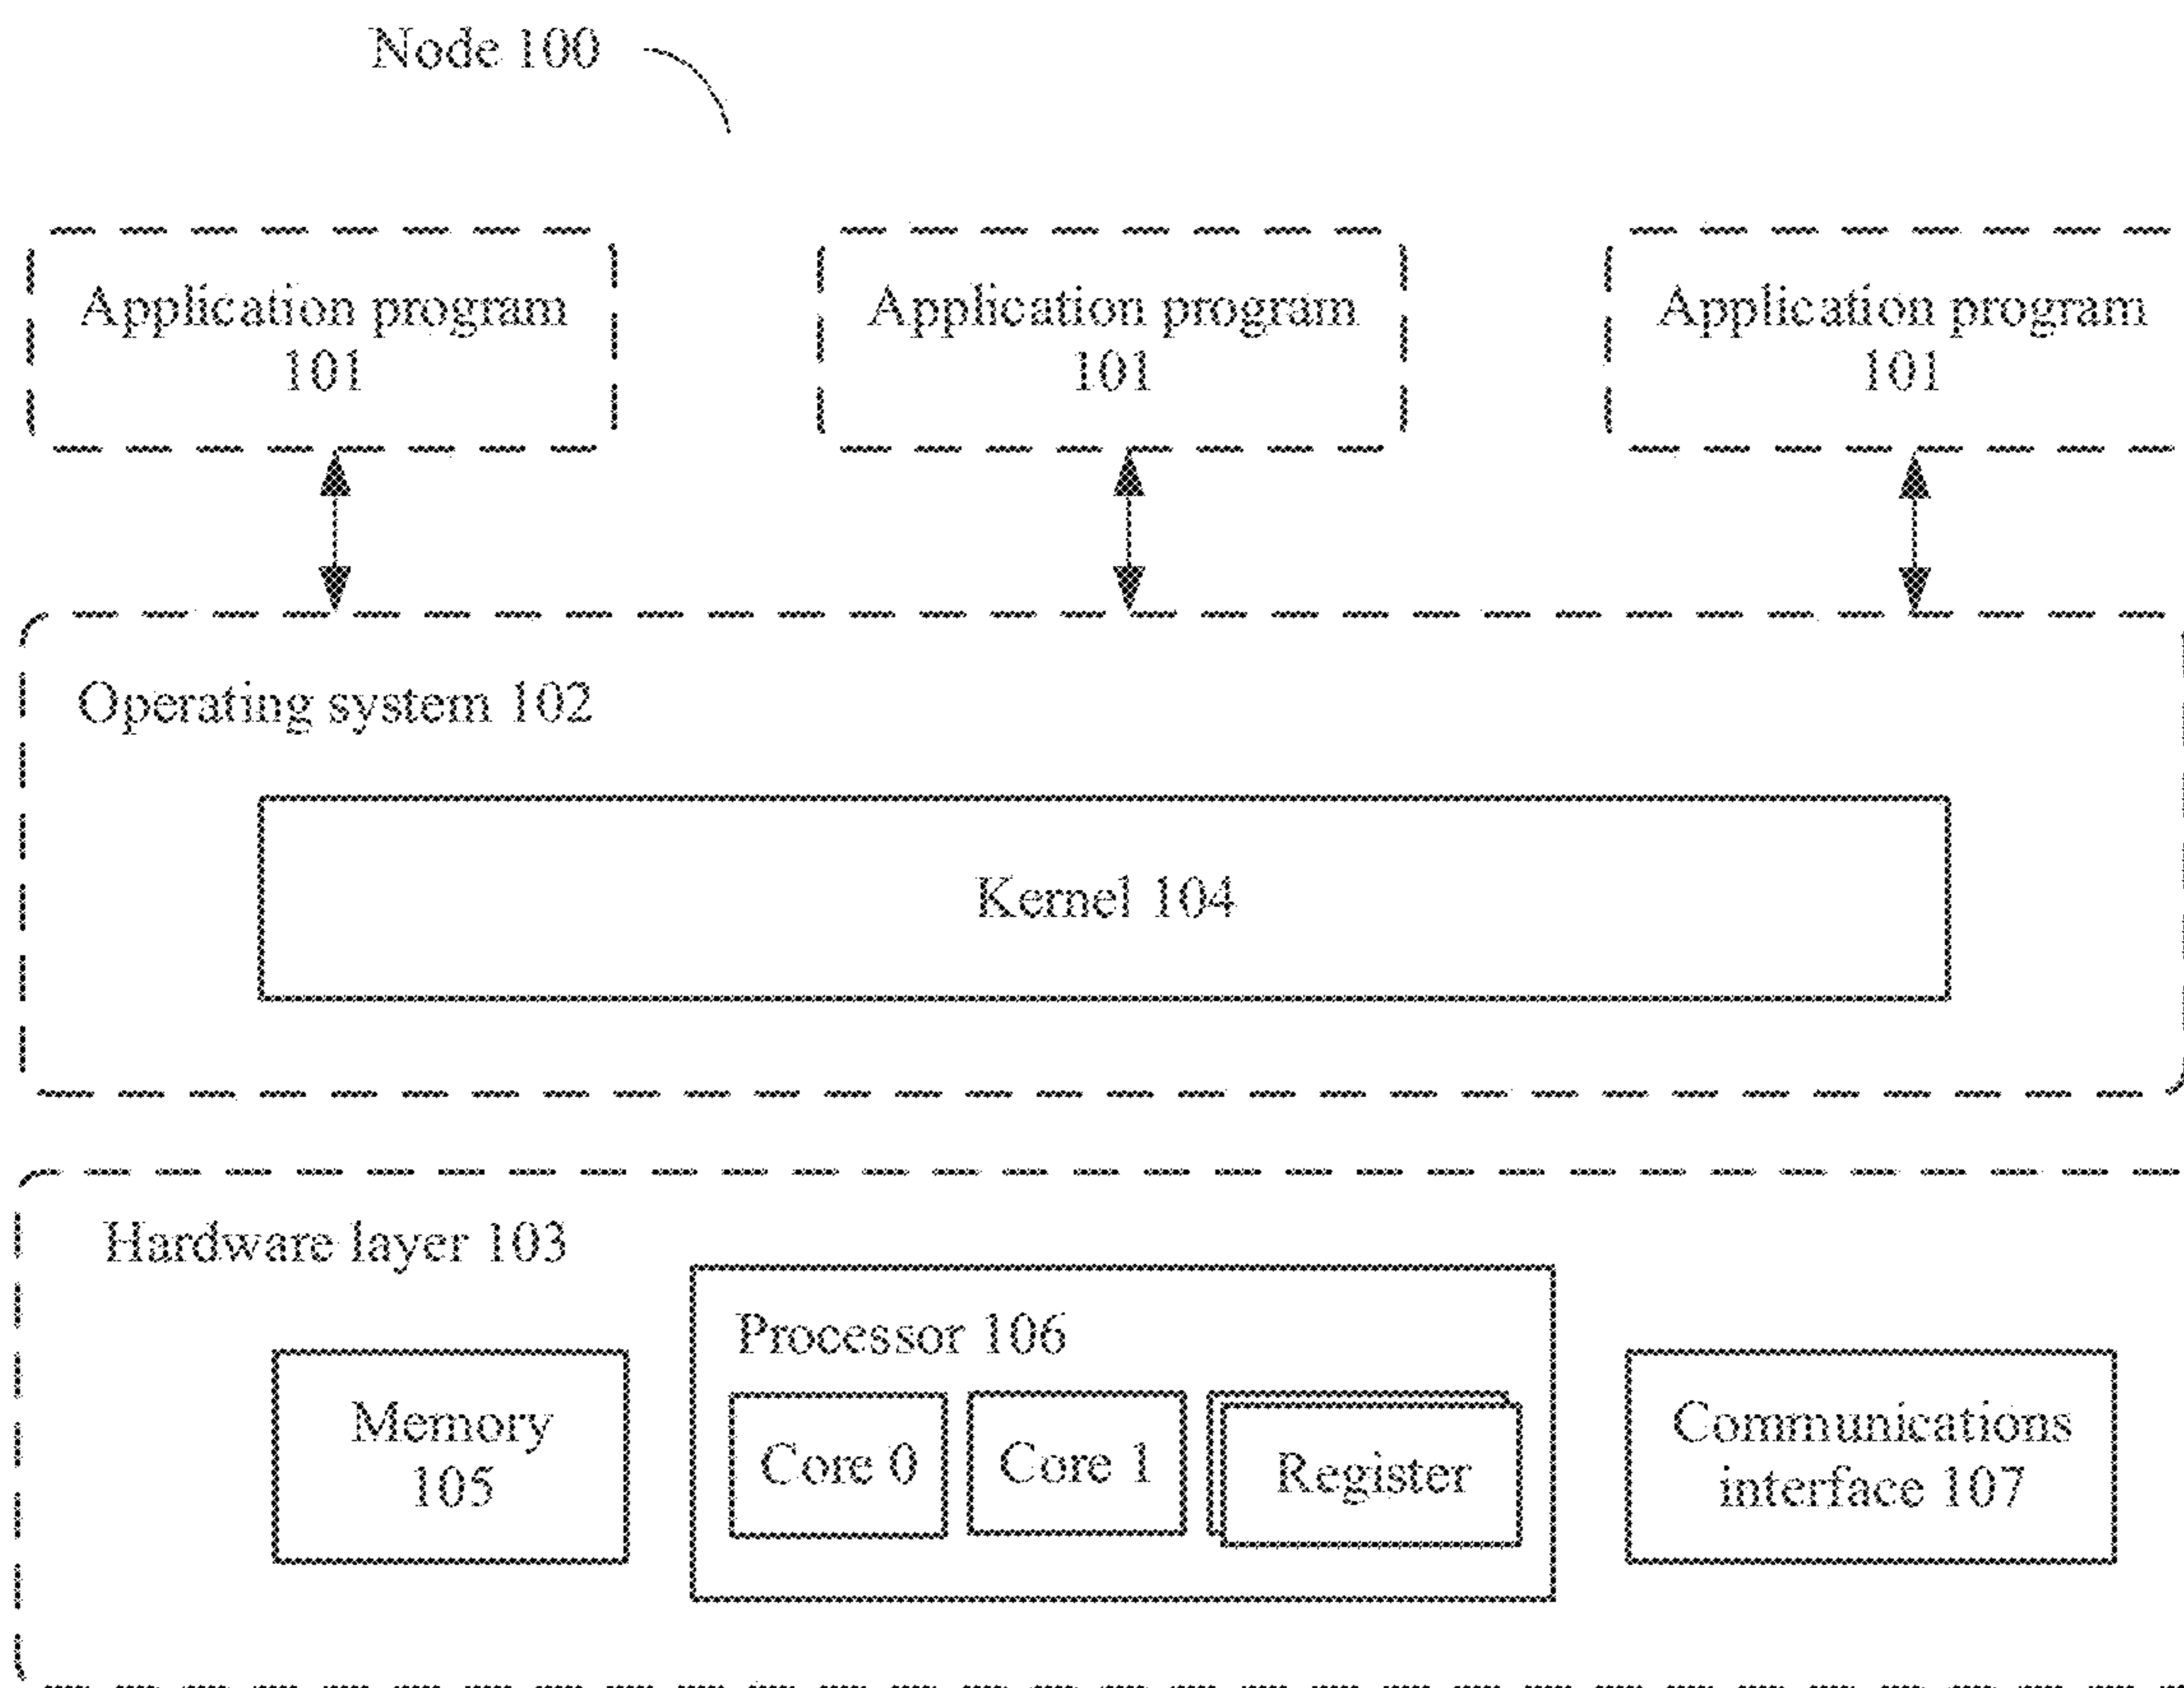 Node 100
Application program
101
Application program
101
Application program
101
Operating system 102
Kernel 104
Hardware layer 103
Processor 106
Memory
105
Core 0
Core 1
Register
Communications
interface 107